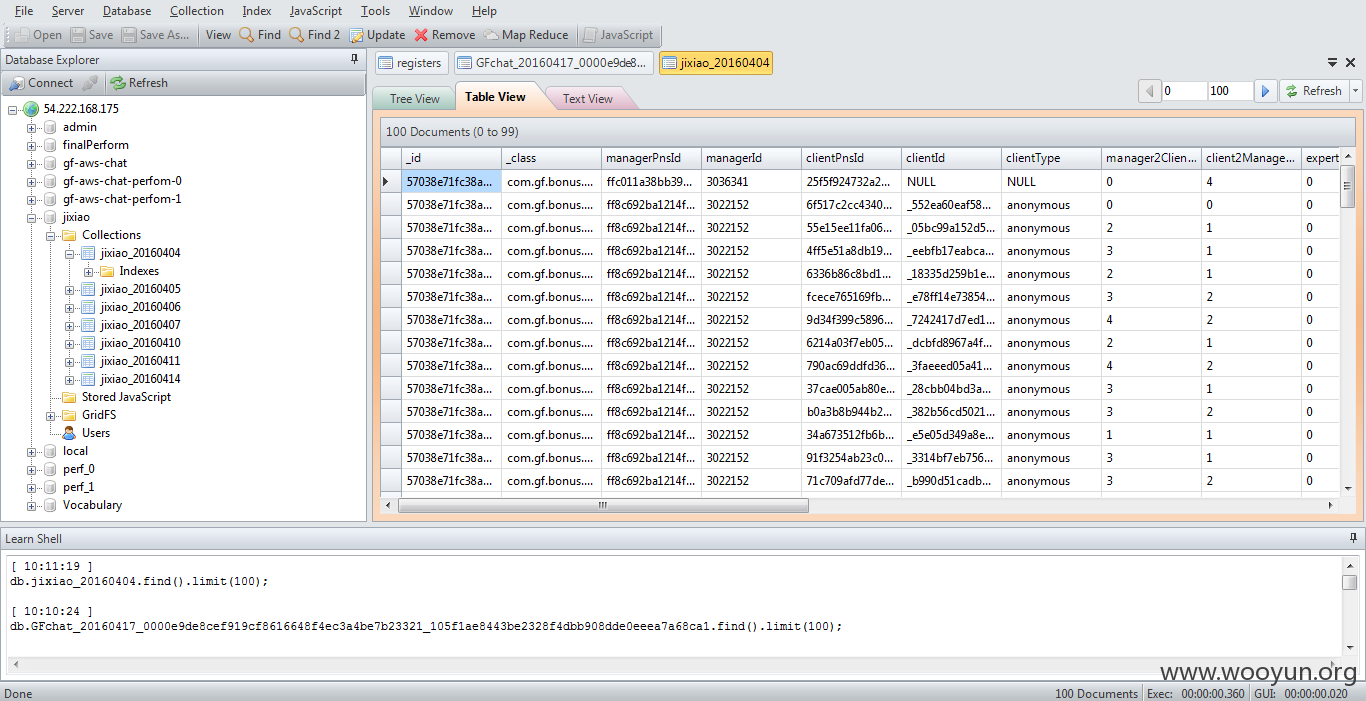 File Server Database Collection Index JavaScript Tools Window Help
Open Save Save As... View Find Find 2 Update Remove Map Reduce JavaScript
Database Explorer
Connect Refresh
54.222.168.175
admin
finalPerform
gf-aws-chat
gf-aws-chat-perfom-0
gf-aws-chat-perfom-1
jixiao
Collections
jixiao_20160404
Indexes
jixiao_20160405
jixiao_20160406
jixiao_20160407
jixiao_20160410
jixiao_20160411
jixiao_20160414
Stored JavaScript
GridFS
Users
local
perf_0
perf_1
Vocabulary
registers GFchat_20160417_0000e9de8... jixiao_20160404
Tree View Table View Text View 0 100 Refresh
100 Documents (0 to 99)
_id _class managerPnsId managerId clientPnsId clientId clientType manager2Clien... client2Manage... expert
57038e71fc38a... com.gf.bonus.... ffc011a38bb39... 3036341 25f5f924732a2... NULL NULL 0 4 0
57038e71fc38a... com.gf.bonus.... ff8c692ba1214f... 3022152 6f517c2cc4340... _552ea60eaf58... anonymous 0 0 0
57038e71fc38a... com.gf.bonus.... ff8c692ba1214f... 3022152 55e15ee11fa06... _05bc99a152d5... anonymous 2 1 0
57038e71fc38a... com.gf.bonus.... ff8c692ba1214f... 3022152 4ff5e51a8db19... _eebfb17eabca... anonymous 3 1 0
57038e71fc38a... com.gf.bonus.... ff8c692ba1214f... 3022152 6336b86c8bd1... _18335d259b1e... anonymous 2 1 0
57038e71fc38a... com.gf.bonus.... ff8c692ba1214f... 3022152 fcece765169fb... _e78ff14e73854... anonymous 3 2 0
57038e71fc38a... com.gf.bonus.... ff8c692ba1214f... 3022152 9d34f399c5896... _7242417d7ed1... anonymous 4 2 0
57038e71fc38a... com.gf.bonus.... ff8c692ba1214f... 3022152 6214a03f7eb05... _dcbfd8967a4f... anonymous 2 1 0
57038e71fc38a... com.gf.bonus.... ff8c692ba1214f... 3022152 790ac69ddfd36... _3faeeed05a41... anonymous 4 2 0
57038e71fc38a... com.gf.bonus.... ff8c692ba1214f... 3022152 37cae005ab80e... _28cbb04bd3a... anonymous 3 1 0
57038e71fc38a... com.gf.bonus.... ff8c692ba1214f... 3022152 b0a3b8b944b2... _382b56cd5021... anonymous 3 2 0
57038e71fc38a... com.gf.bonus.... ff8c692ba1214f... 3022152 34a673512fb6b... _e5e05d349a8e... anonymous 1 1 0
57038e71fc38a... com.gf.bonus.... ff8c692ba1214f... 3022152 91f3254ab23c0... _3314bf7eb756... anonymous 3 1 0
57038e71fc38a... com.gf.bonus.... ff8c692ba1214f... 3022152 71c709afd77de... _b990d51cadb... anonymous 3 2 0
Learn Shell
[ 10:11:19 ]
db.jixiao_20160404.find().limit(100);
[ 10:10:24 ]
db.GFchat_20160417_0000e9de8cef919cf8616648f4ec3a4be7b23321_105f1ae8443be2328f4dbb908dde0eeea7a68ca1.find().limit(100);
www.wooyun.org
Done 100 Documents Exec: 00:00:00.360 GUI: 00:00:00.020